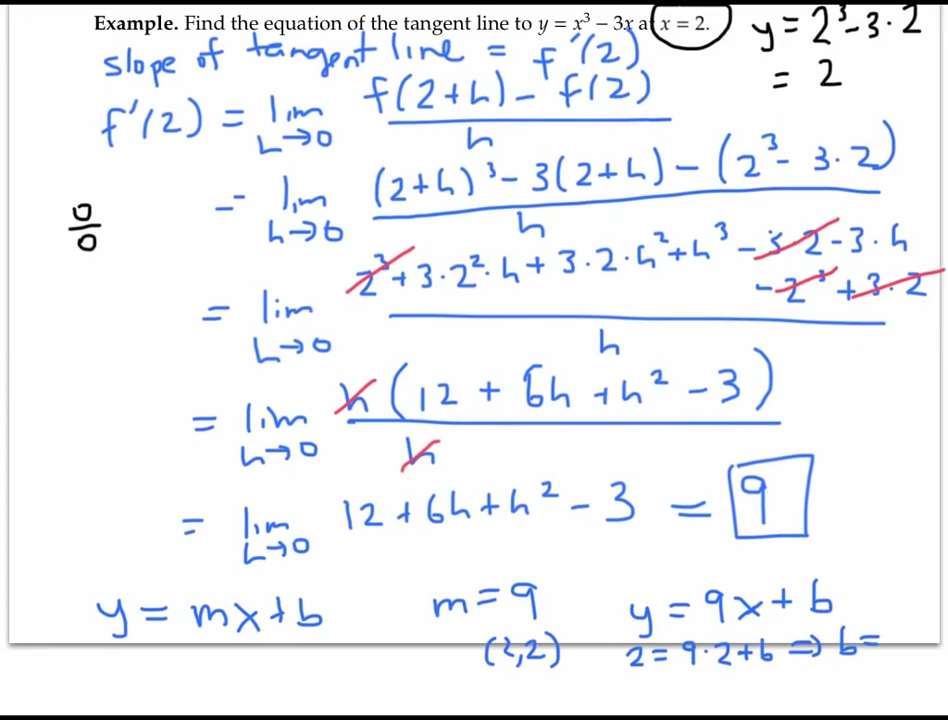 Example. Find the equation of the tangent line to y = x³ − 3x at x = 2.
y = 2³ - 3 · 2
= 2
slope of tangent line = f'(2)
f'(2) = lim h→0 (f(2+h) - f(2)) / h
= lim h→0 ((2+h)³ - 3(2+h) - (2³ - 3·2)) / h
0/0
= lim h→0 (2³ + 3·2²·h + 3·2·h² + h³ - 3·2 - 3·h - 2³ + 3·2) / h
= lim h→0 h(12 + 6h + h² - 3) / h
= lim h→0 12 + 6h + h² - 3 = 9
y = mx + b m = 9 y = 9x + b
(2,2) 2 = 9·2 + b ⇒ b =